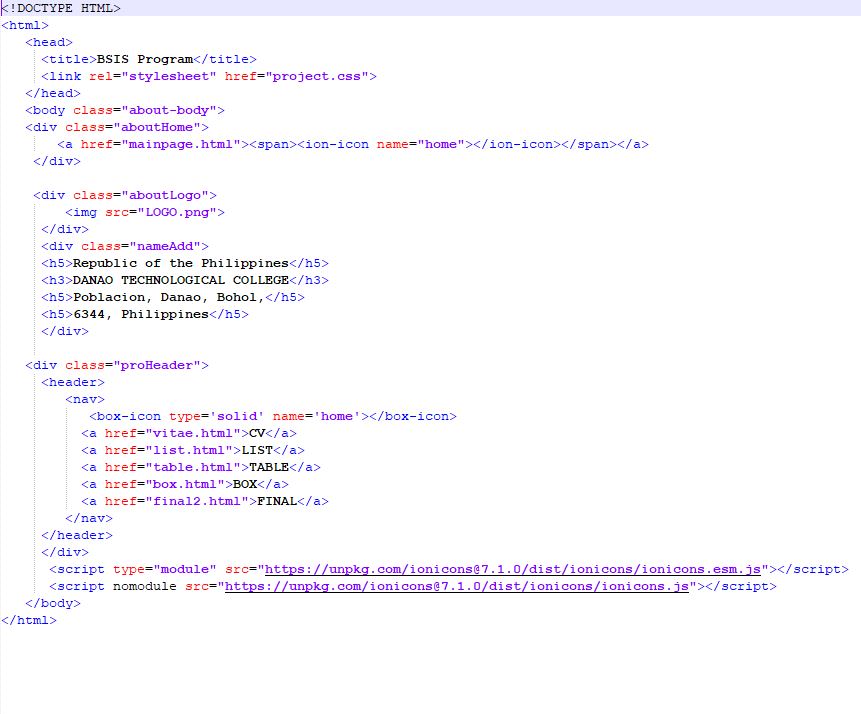 <!DOCTYPE HTML>
<html>
<head>
<title>BSIS Program</title>
<link rel="stylesheet" href="project.css">
</head>
<body class="about-body">
<div class="aboutHome">
<a href="mainpage.html"><span><ion-icon name="home"></ion-icon></span></a>
</div>
<div class="aboutLogo">
<img src="LOGO.png">
</div>
<div class="nameAdd">
<h5>Republic of the Philippines</h5>
<h3>DANAO TECHNOLOGICAL COLLEGE</h3>
<h5>Poblacion, Danao, Bohol,</h5>
<h5>6344, Philippines</h5>
</div>
<div class="proHeader">
<header>
<nav>
<box-icon type='solid' name='home'></box-icon>
<a href="vitae.html">CV</a>
<a href="list.html">LIST</a>
<a href="table.html">TABLE</a>
<a href="box.html">BOX</a>
<a href="final2.html">FINAL</a>
</nav>
</header>
</div>
<script type="module" src="https://unpkg.com/ionicons@7.1.0/dist/ionicons/ionicons.esm.js"></script>
<script nomodule src="https://unpkg.com/ionicons@7.1.0/dist/ionicons/ionicons.js"></script>
</body>
</html>